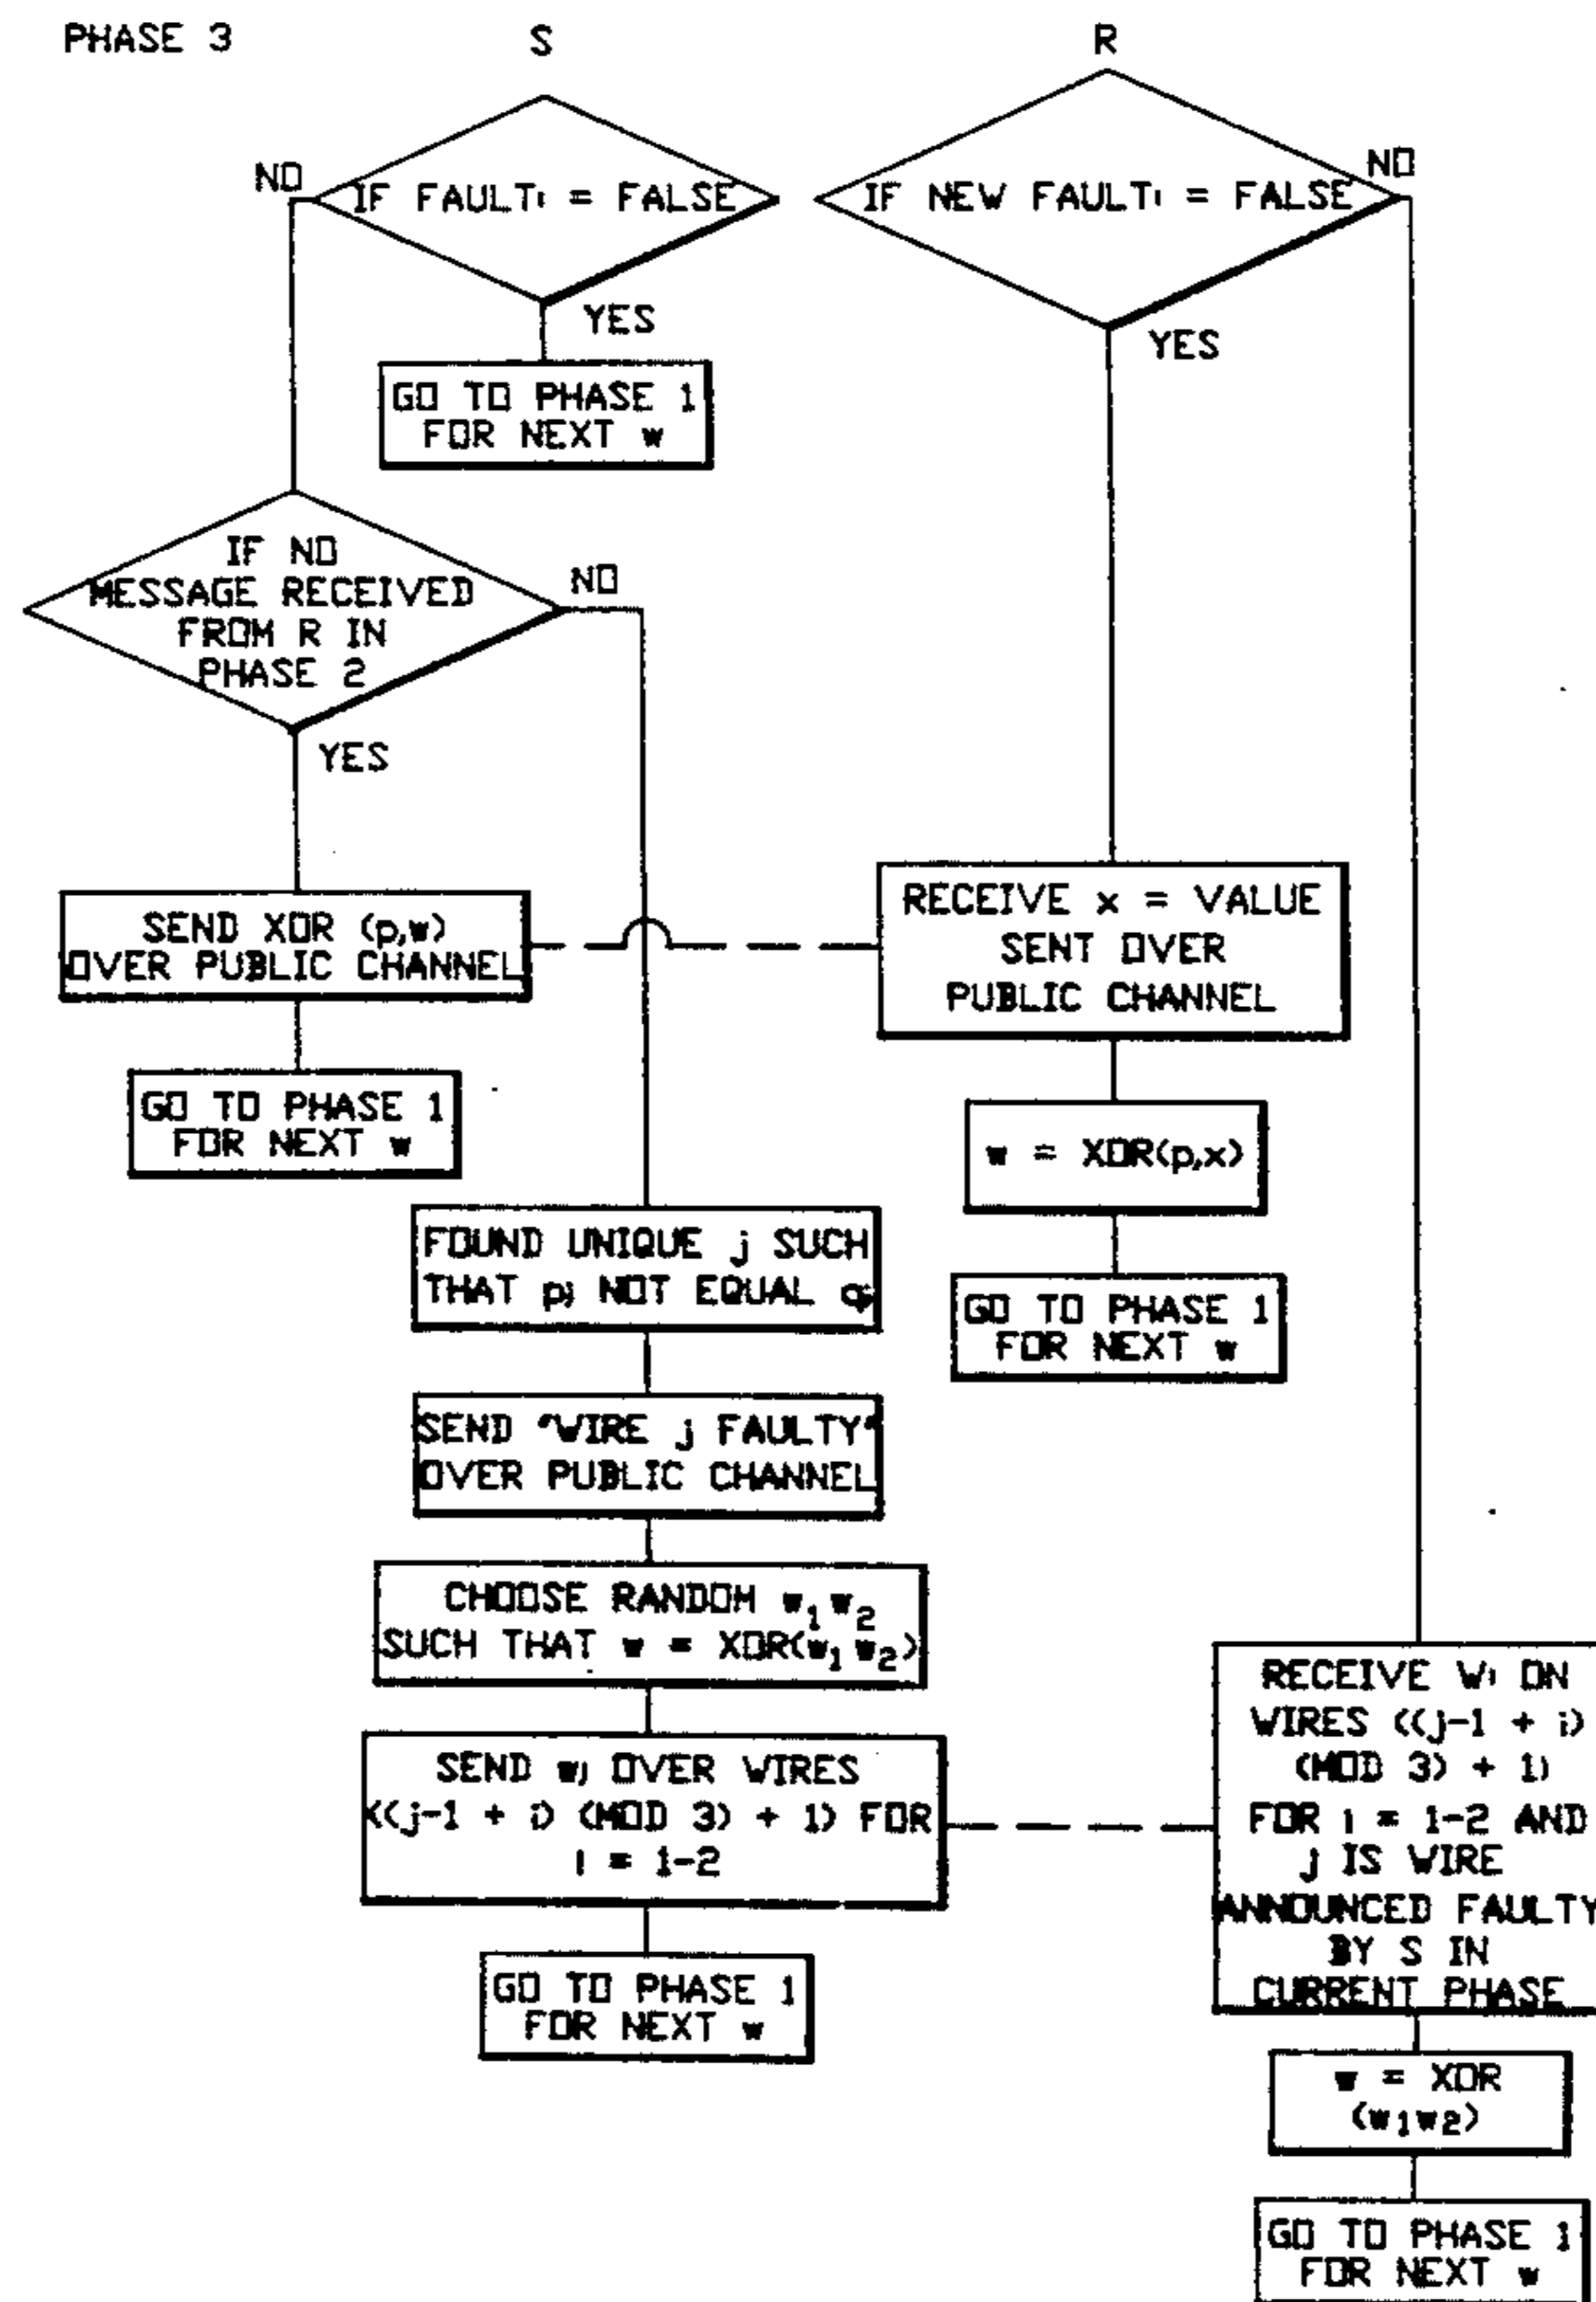 PHASE 3
S
R
NO
IF FAULTi = FALSE
YES
GO TO PHASE 1
FOR NEXT w
IF NEW FAULTi = FALSE
NO
YES
IF NO
MESSAGE RECEIVED
FROM R IN
PHASE 2
NO
YES
SEND XOR (p,w)
OVER PUBLIC CHANNEL
GO TO PHASE 1
FOR NEXT w
RECEIVE x = VALUE
SENT OVER
PUBLIC CHANNEL
w = XOR(p,x)
GO TO PHASE 1
FOR NEXT w
FOUND UNIQUE j SUCH
THAT pj NOT EQUAL qj
SEND "WIRE j FAULTY"
OVER PUBLIC CHANNEL
CHOOSE RANDOM w1 w2
SUCH THAT w = XOR(w1 w2)
SEND wj OVER WIRES
((j-1 + i) (MOD 3) + 1) FOR
i = 1-2
GO TO PHASE 1
FOR NEXT w
RECEIVE Wi ON
WIRES ((j-1 + i)
(MOD 3) + 1)
FOR i = 1-2 AND
j IS WIRE
ANNOUNCED FAULTY
BY S IN
CURRENT PHASE
w = XOR
(w1w2)
GO TO PHASE 1
FOR NEXT w